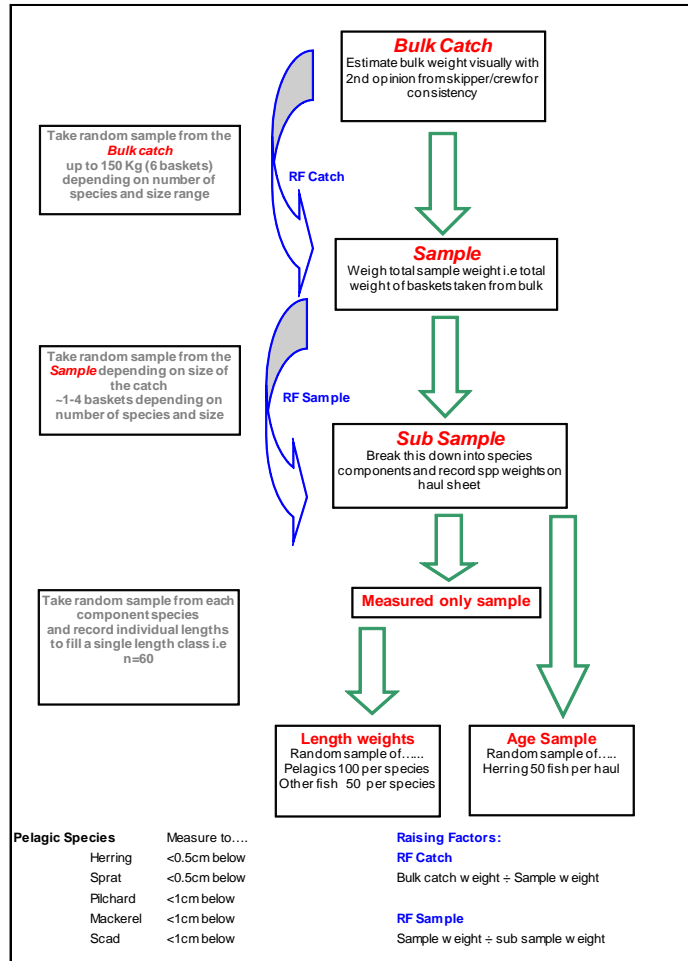 Bulk Catch
Estimate bulk weight visually with
2nd opinion from skipper/crew for
consistency
Take random sample from the
Bulk catch
up to 150 Kg (6 baskets)
depending on number of
species and size range
RF Catch
Sample
Weigh total sample weight i.e total
weight of baskets taken from bulk
Take random sample from the
Sample depending on size of
the catch
~1-4 baskets depending on
number of species and size
RF Sample
Sub Sample
Break this down into species
components and record spp weights on
haul sheet
Take random sample from each
component species
and record individual lengths
to fill a single length class i.e
n=60
Measured only sample
Length weights
Random sample of......
Pelagics 100 per species
Other fish 50 per species
Age Sample
Random sample of.....
Herring 50 fish per haul
Pelagic Species Measure to....
Herring <0.5cm below
Sprat <0.5cm below
Pilchard <1cm below
Mackerel <1cm below
Scad <1cm below
Raising Factors:
RF Catch
Bulk catch weight ÷ Sample weight
RF Sample
Sample weight ÷ sub sample weight